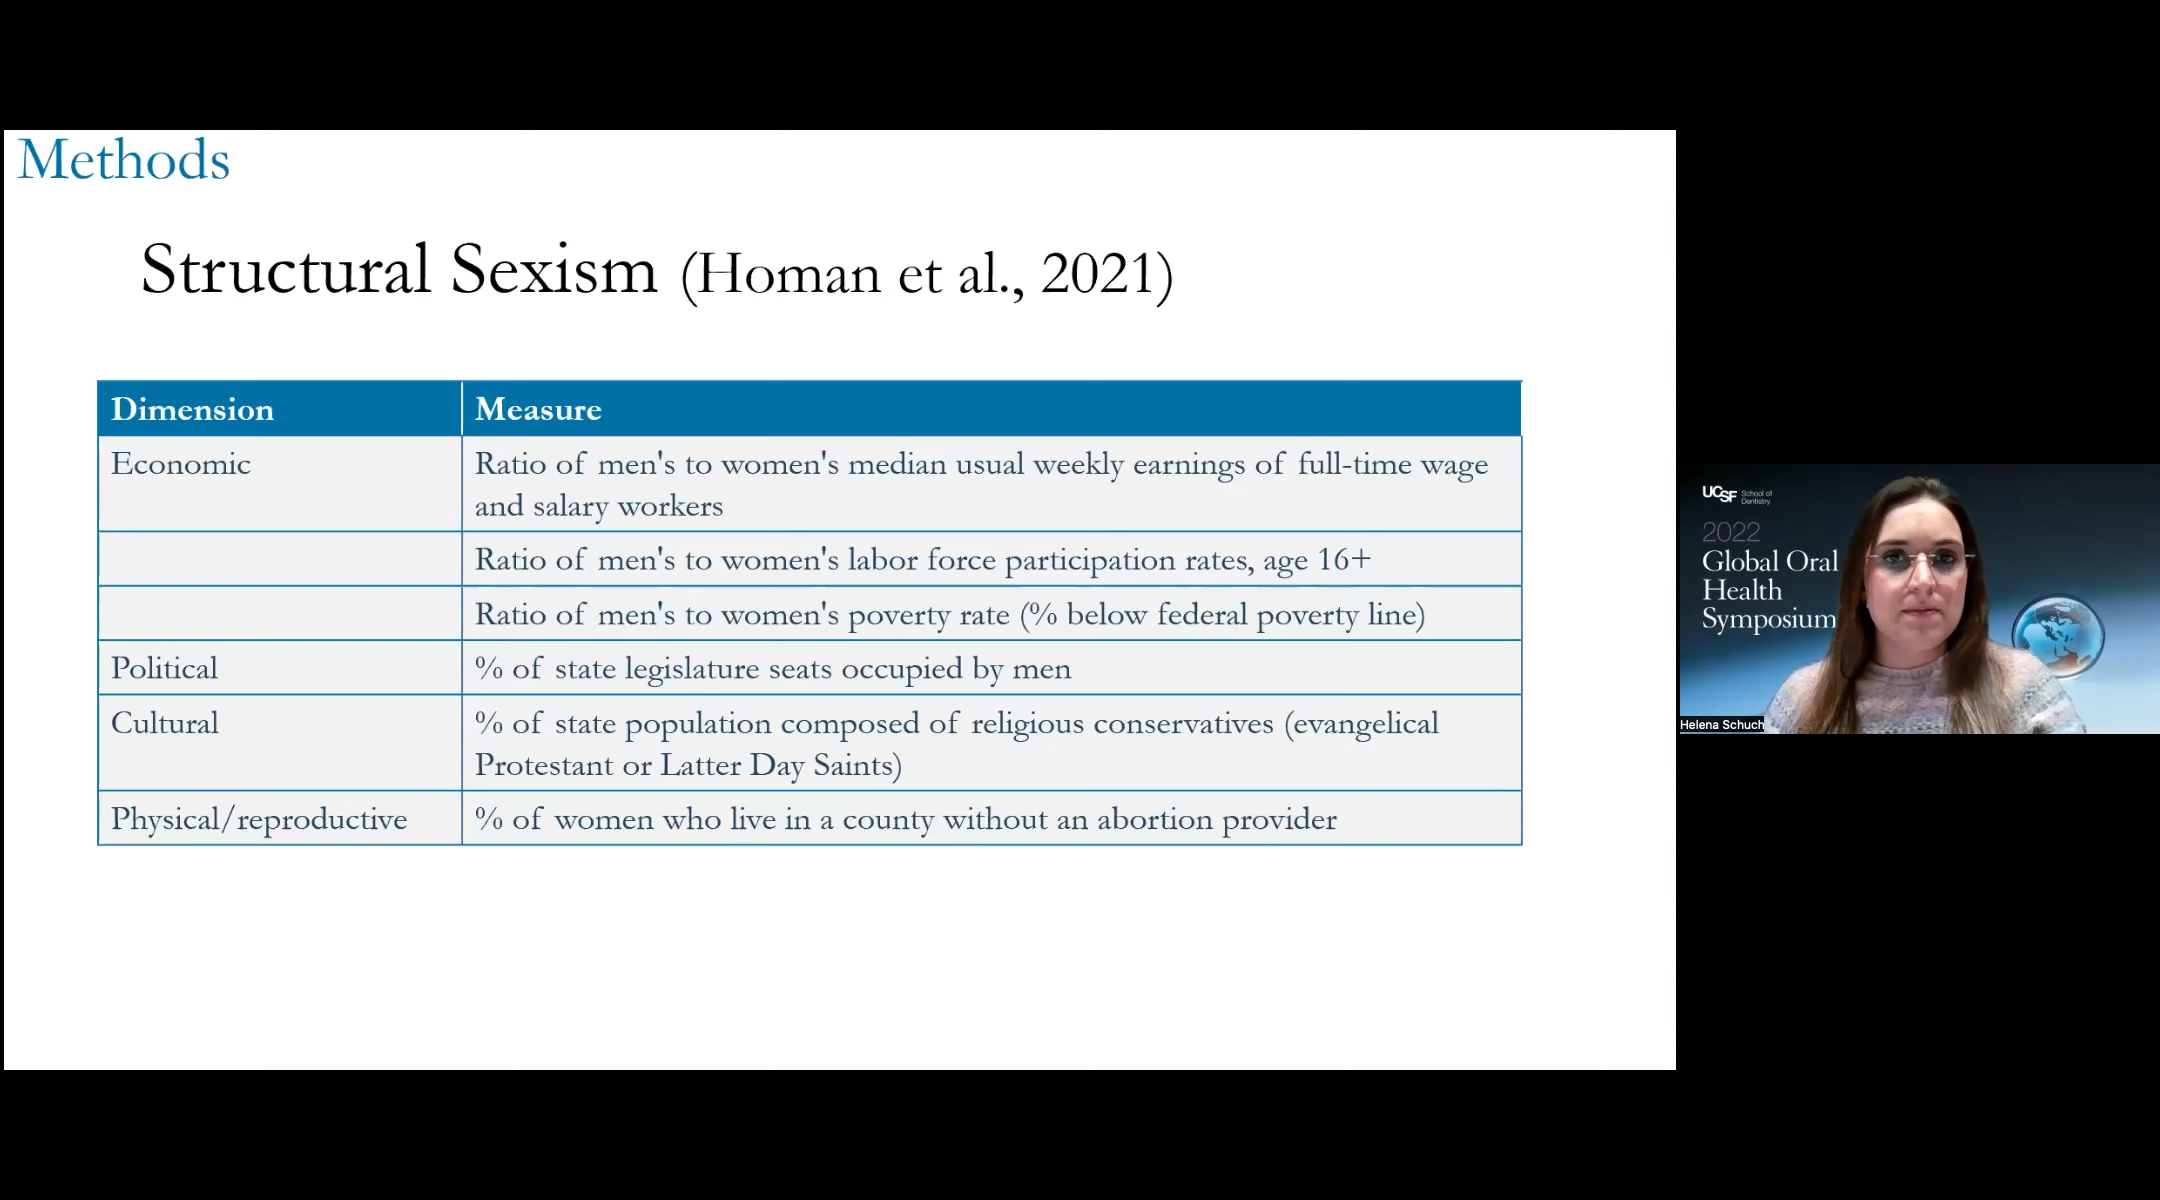 Methods
Structural Sexism (Homan et al., 2021)
Dimension
Measure
Economic
Ratio of men's to women's median usual weekly earnings of full-time wage
and salary workers
Ratio of men's to women's labor force participation rates, age 16+
Ratio of men's to women's poverty rate (% below federal poverty line)
Political
% of state legislature seats occupied by men
Cultural
% of state population composed of religious conservatives (evangelical
Protestant or Latter Day Saints)
Physical/reproductive
% of women who live in a county without an abortion provider
UCSF School of
Dentistry
2022
Global Oral
Health
Symposium
Helena Schuch